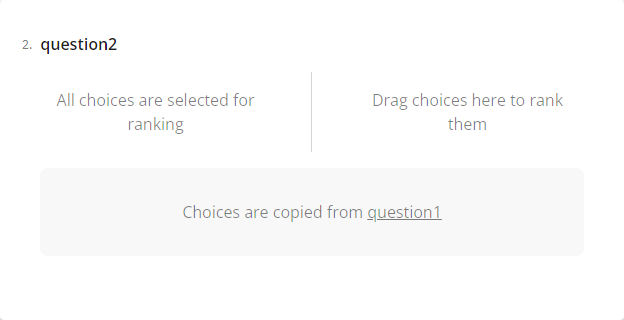 2. question2
All choices are selected for
ranking
Drag choices here to rank
them
Choices are copied from question1